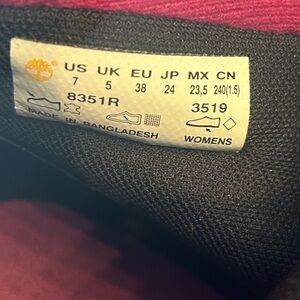 US UK EU JP MX CN
7 5 38 24 23,5 240(1.5)
8351R 3519
MADE IN BANGLADESH WOMENS